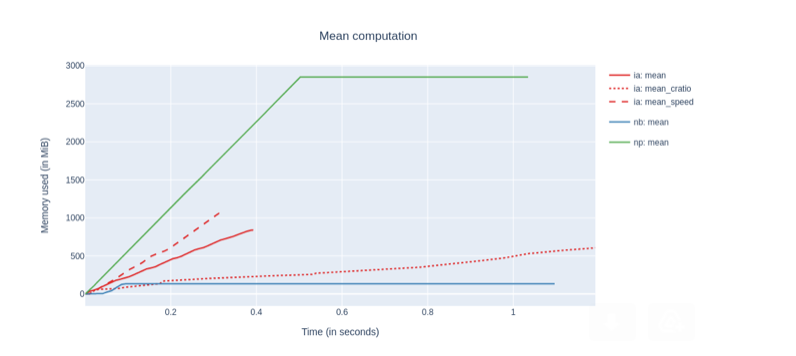 Mean computation
Memory used (in MiB)
3000
2500
2000
1500
1000
500
0
0.2
0.4
0.6
0.8
1
Time (in seconds)
ia: mean
ia: mean_cratio
ia: mean_speed
nb: mean
np: mean